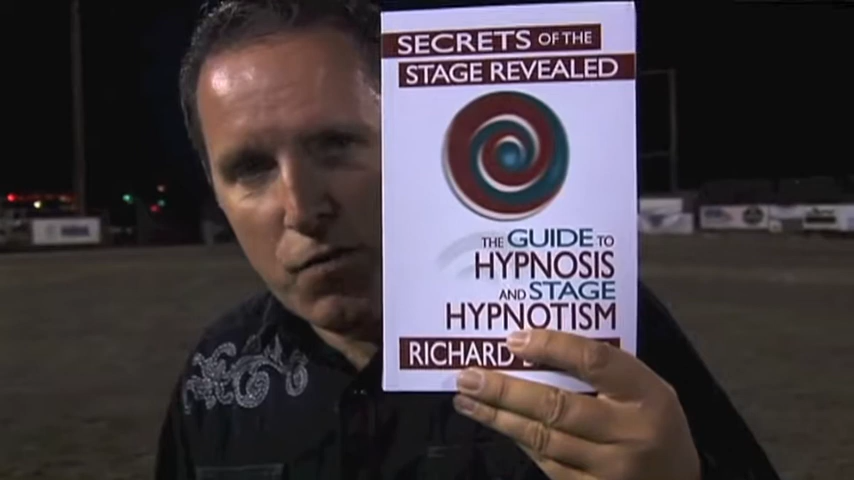 SECRETS OF THE
STAGE REVEALED
THE GUIDE TO
HYPNOSIS
AND STAGE
HYPNOTISM
RICHARD